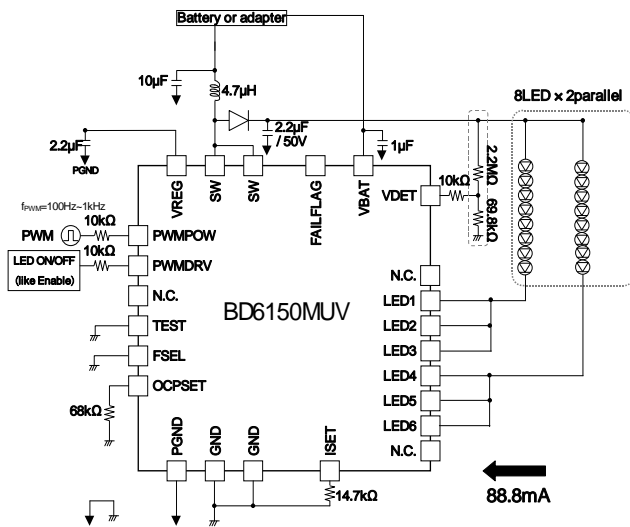 Battery or adapter
10µF
4.7µH
8LED × 2parallel
2.2µF
/ 50V
2.2µF
PGND
1µF
2.2MΩ
69.8kΩ
10kΩ
VREG
SW
SW
FAILFLAG
VBAT
VDET
fPWM=100Hz~1kHz
10kΩ
PWM
PWMPOW
10kΩ
LED ON/OFF
(like Enable)
PWMDRV
N.C.
N.C.
LED1
BD6150MUV
TEST
LED2
FSEL
LED3
OCPSET
LED4
68kΩ
LED5
LED6
N.C.
PGND
GND
GND
ISET
14.7kΩ
88.8mA